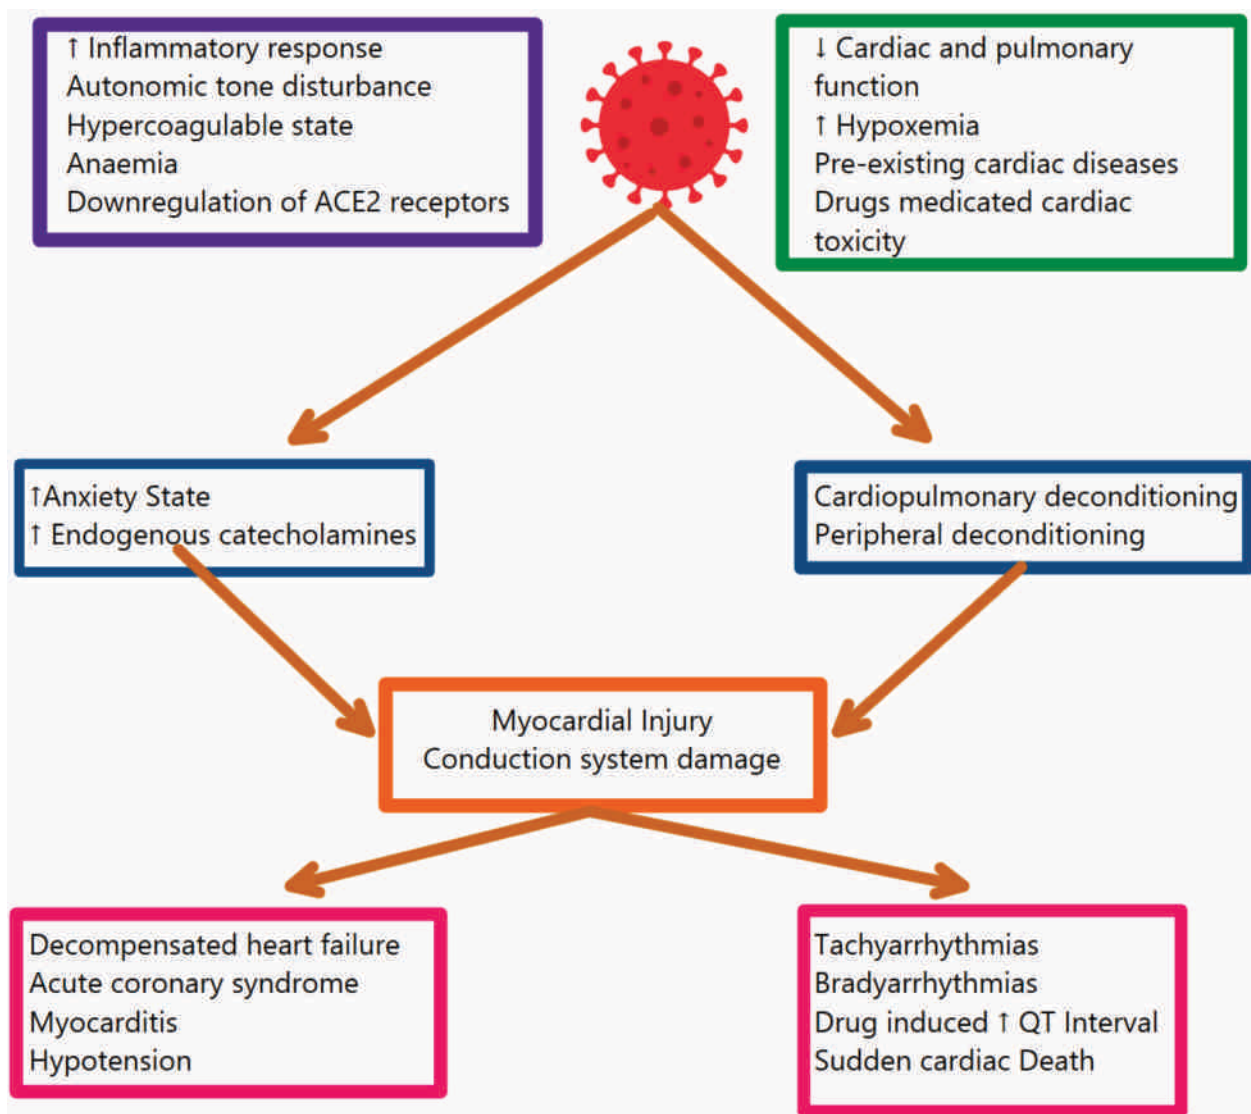 ↑ Inflammatory response
Autonomic tone disturbance
Hypercoagulable state
Anaemia
Downregulation of ACE2 receptors
↓ Cardiac and pulmonary
function
↑ Hypoxemia
Pre-existing cardiac diseases
Drugs medicated cardiac
toxicity
↑Anxiety State
↑ Endogenous catecholamines
Cardiopulmonary deconditioning
Peripheral deconditioning
Myocardial Injury
Conduction system damage
Decompensated heart failure
Acute coronary syndrome
Myocarditis
Hypotension
Tachyarrhythmias
Bradyarrhythmias
Drug induced ↑ QT Interval
Sudden cardiac Death